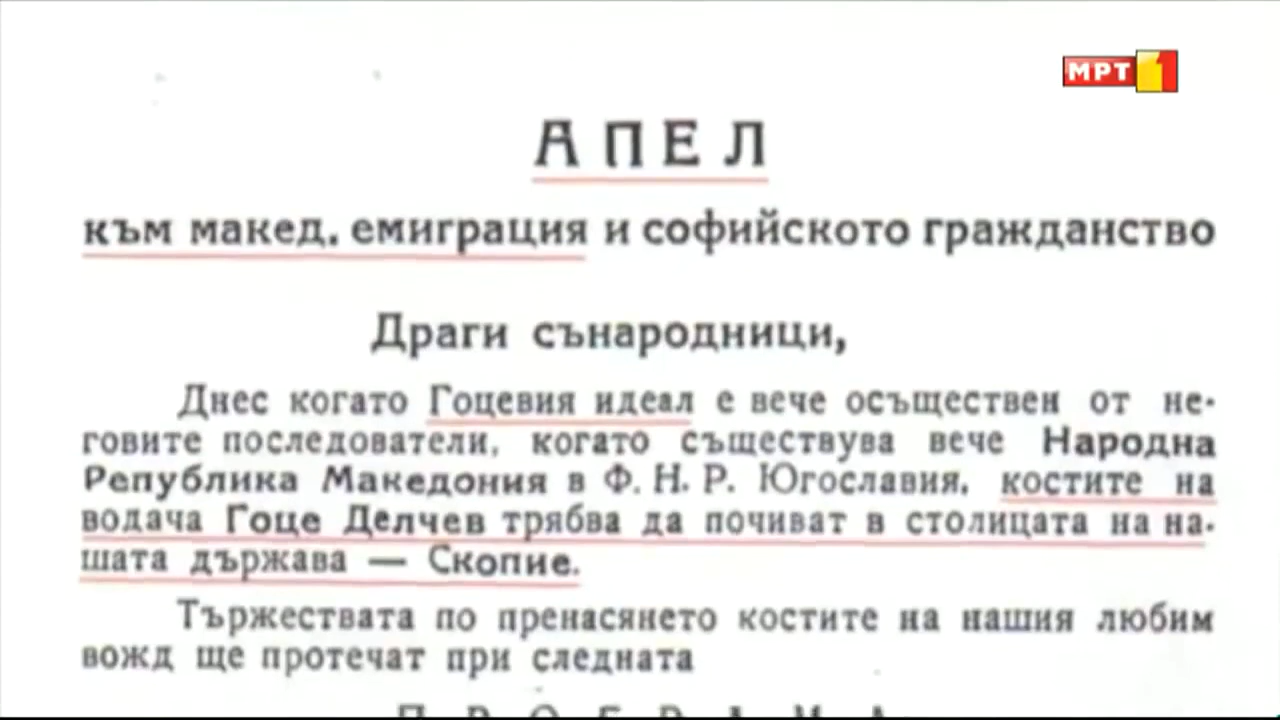 МРТ 1
АПЕЛ
към макед. емиграция и софийското гражданство
Драги сънародници,
Днес когато Гоцевия идеал е вече осъществен от не-
говите последователи, когато съществува вече Народна
Република Македония в Ф. Н. Р. Югославия, костите на
водача Гоце Делчев трябва да почиват в столицата на на-
шата държава — Скопие.
Тържествата по пренасянето костите на нашия любим
вожд ще протечат при следната